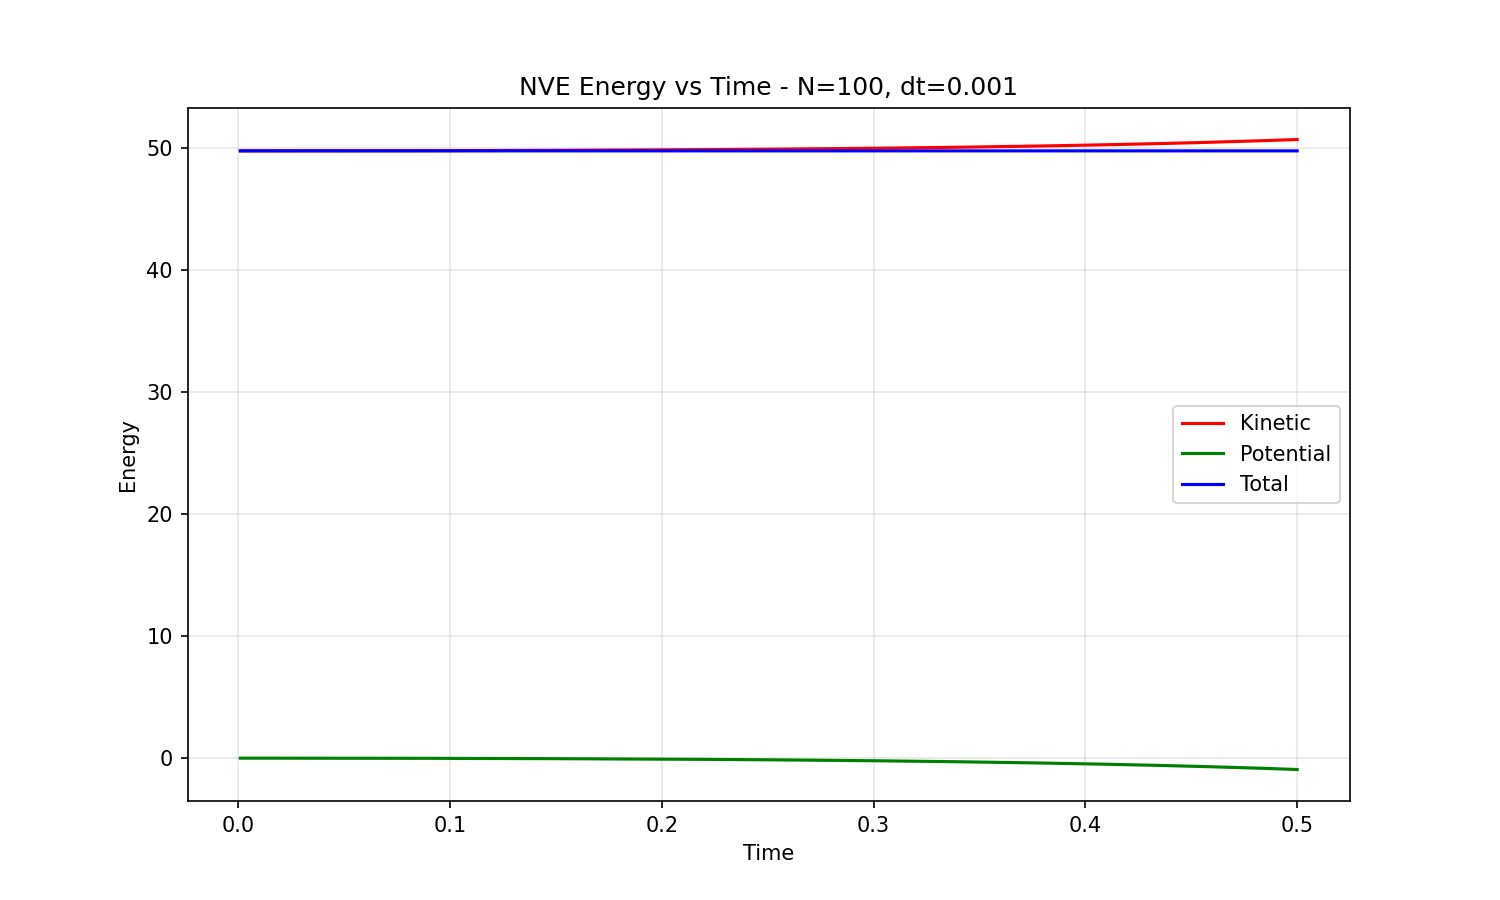 NVE Energy vs Time - N=100, dt=0.001
50
40
30
20
10
0
Energy
Kinetic
Potential
Total
0.0 0.1 0.2 0.3 0.4 0.5
Time